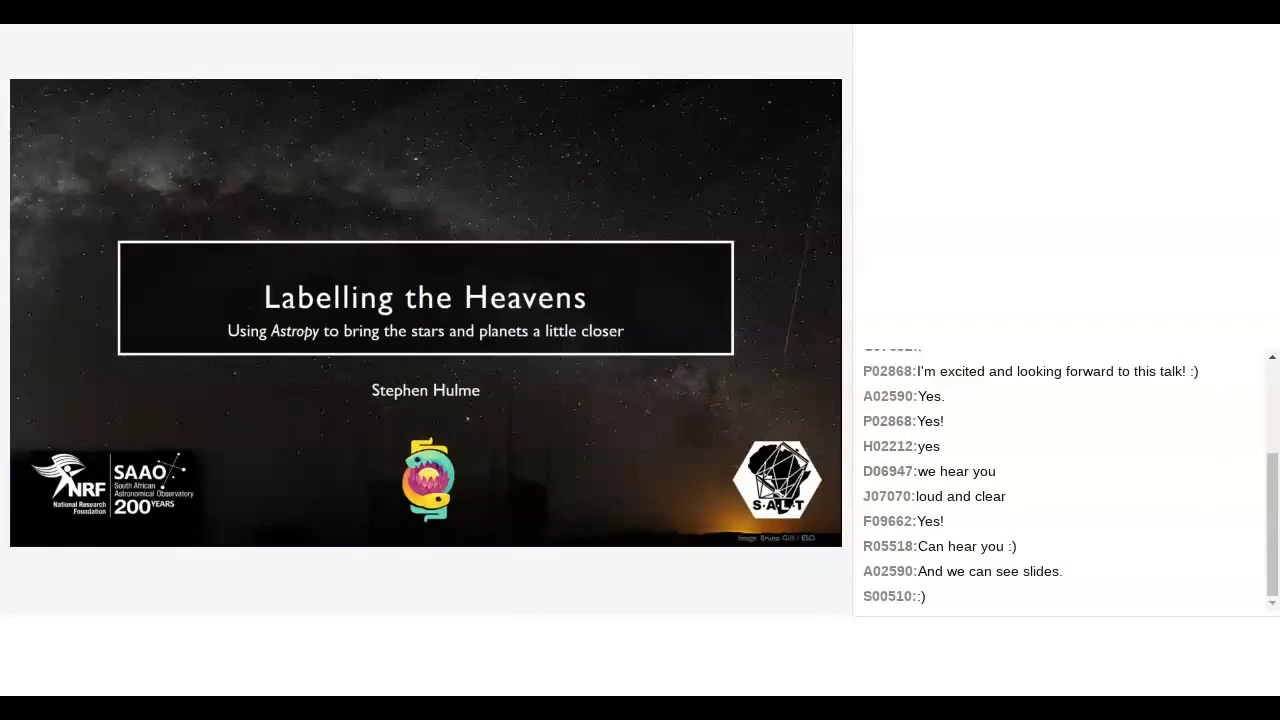 Labelling the Heavens
Using Astropy to bring the stars and planets a little closer
Stephen Hulme
NRF
National Research
Foundation
SAAO
South African
Astronomical Observatory
200 YEARS
S·A·L·T
Image: Bruno Gilli / ESO
P02868:I'm excited and looking forward to this talk! :)
A02590:Yes.
P02868:Yes!
H02212:yes
D06947:we hear you
J07070:loud and clear
F09662:Yes!
R05518:Can hear you :)
A02590:And we can see slides.
S00510::)